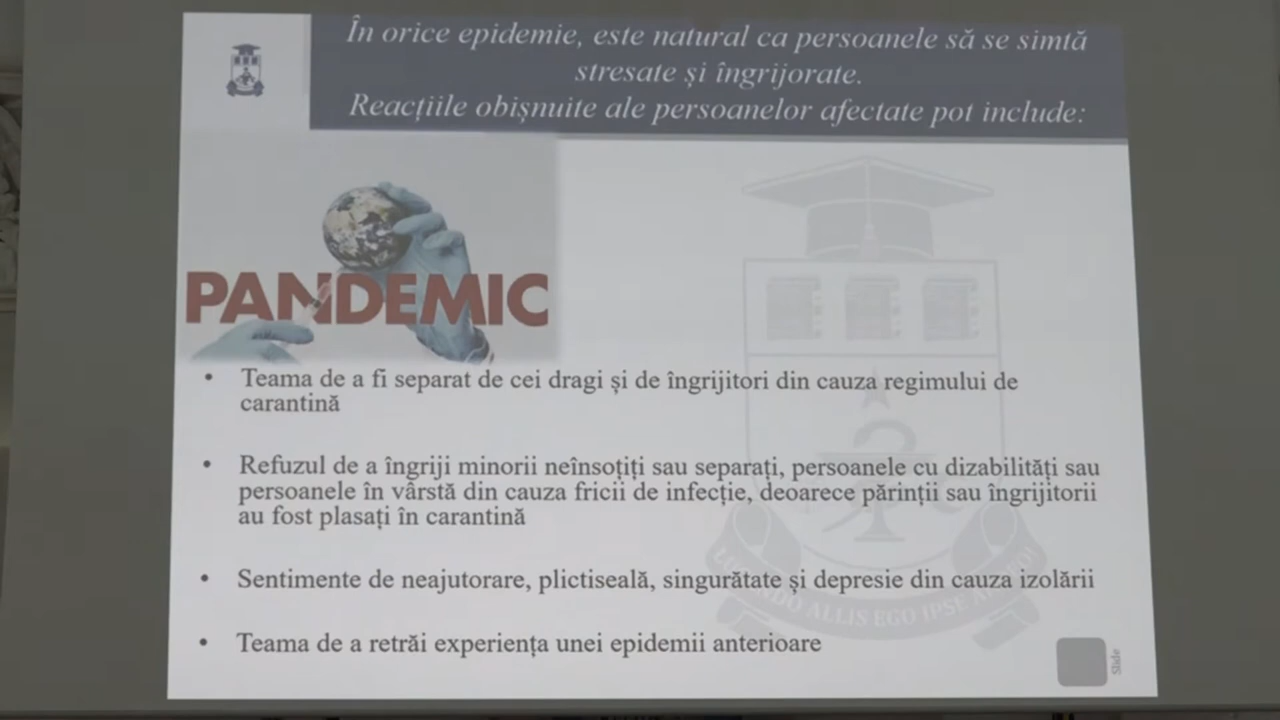 În orice epidemie, este natural ca persoanele să se simtă
stresate și îngrijorate.
Reacțiile obișnuite ale persoanelor afectate pot include:
PANDEMIC
• Teama de a fi separat de cei dragi și de îngrijitori din cauza regimului de
carantină
• Refuzul de a îngriji minorii neînsoțiți sau separați, persoanele cu dizabilități sau
persoanele în vârstă din cauza fricii de infecție, deoarece părinții sau îngrijitorii
au fost plasați în carantină
• Sentimente de neajutorare, plictiseală, singurătate și depresie din cauza izolării
• Teama de a retrăi experiența unei epidemii anterioare
ALLIS EGO IPSE
Slide